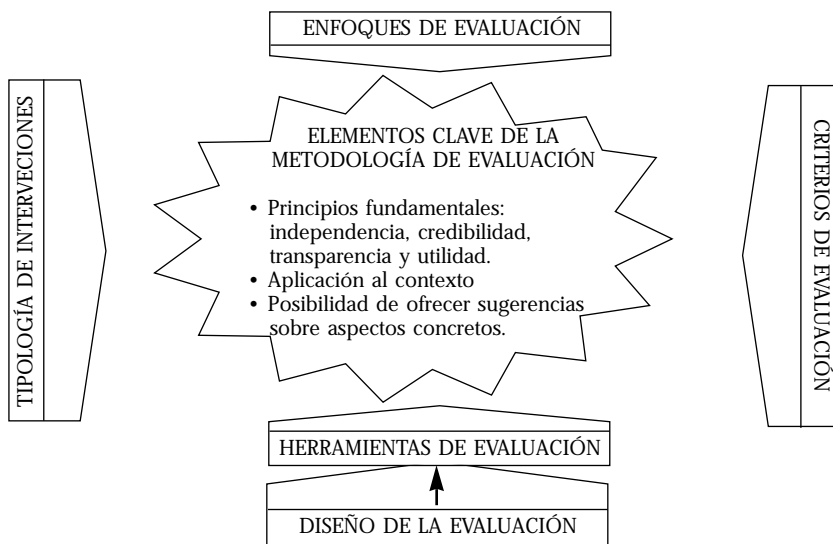 ENFOQUES DE EVALUACIÓN
TIPOLOGÍA DE INTERVECIONES
ELEMENTOS CLAVE DE LA
METODOLOGÍA DE EVALUACIÓN
• Principios fundamentales:
independencia, credibilidad,
transparencia y utilidad.
• Aplicación al contexto
• Posibilidad de ofrecer sugerencias
sobre aspectos concretos.
CRITERIOS DE EVALUACIÓN
HERRAMIENTAS DE EVALUACIÓN
DISEÑO DE LA EVALUACIÓN